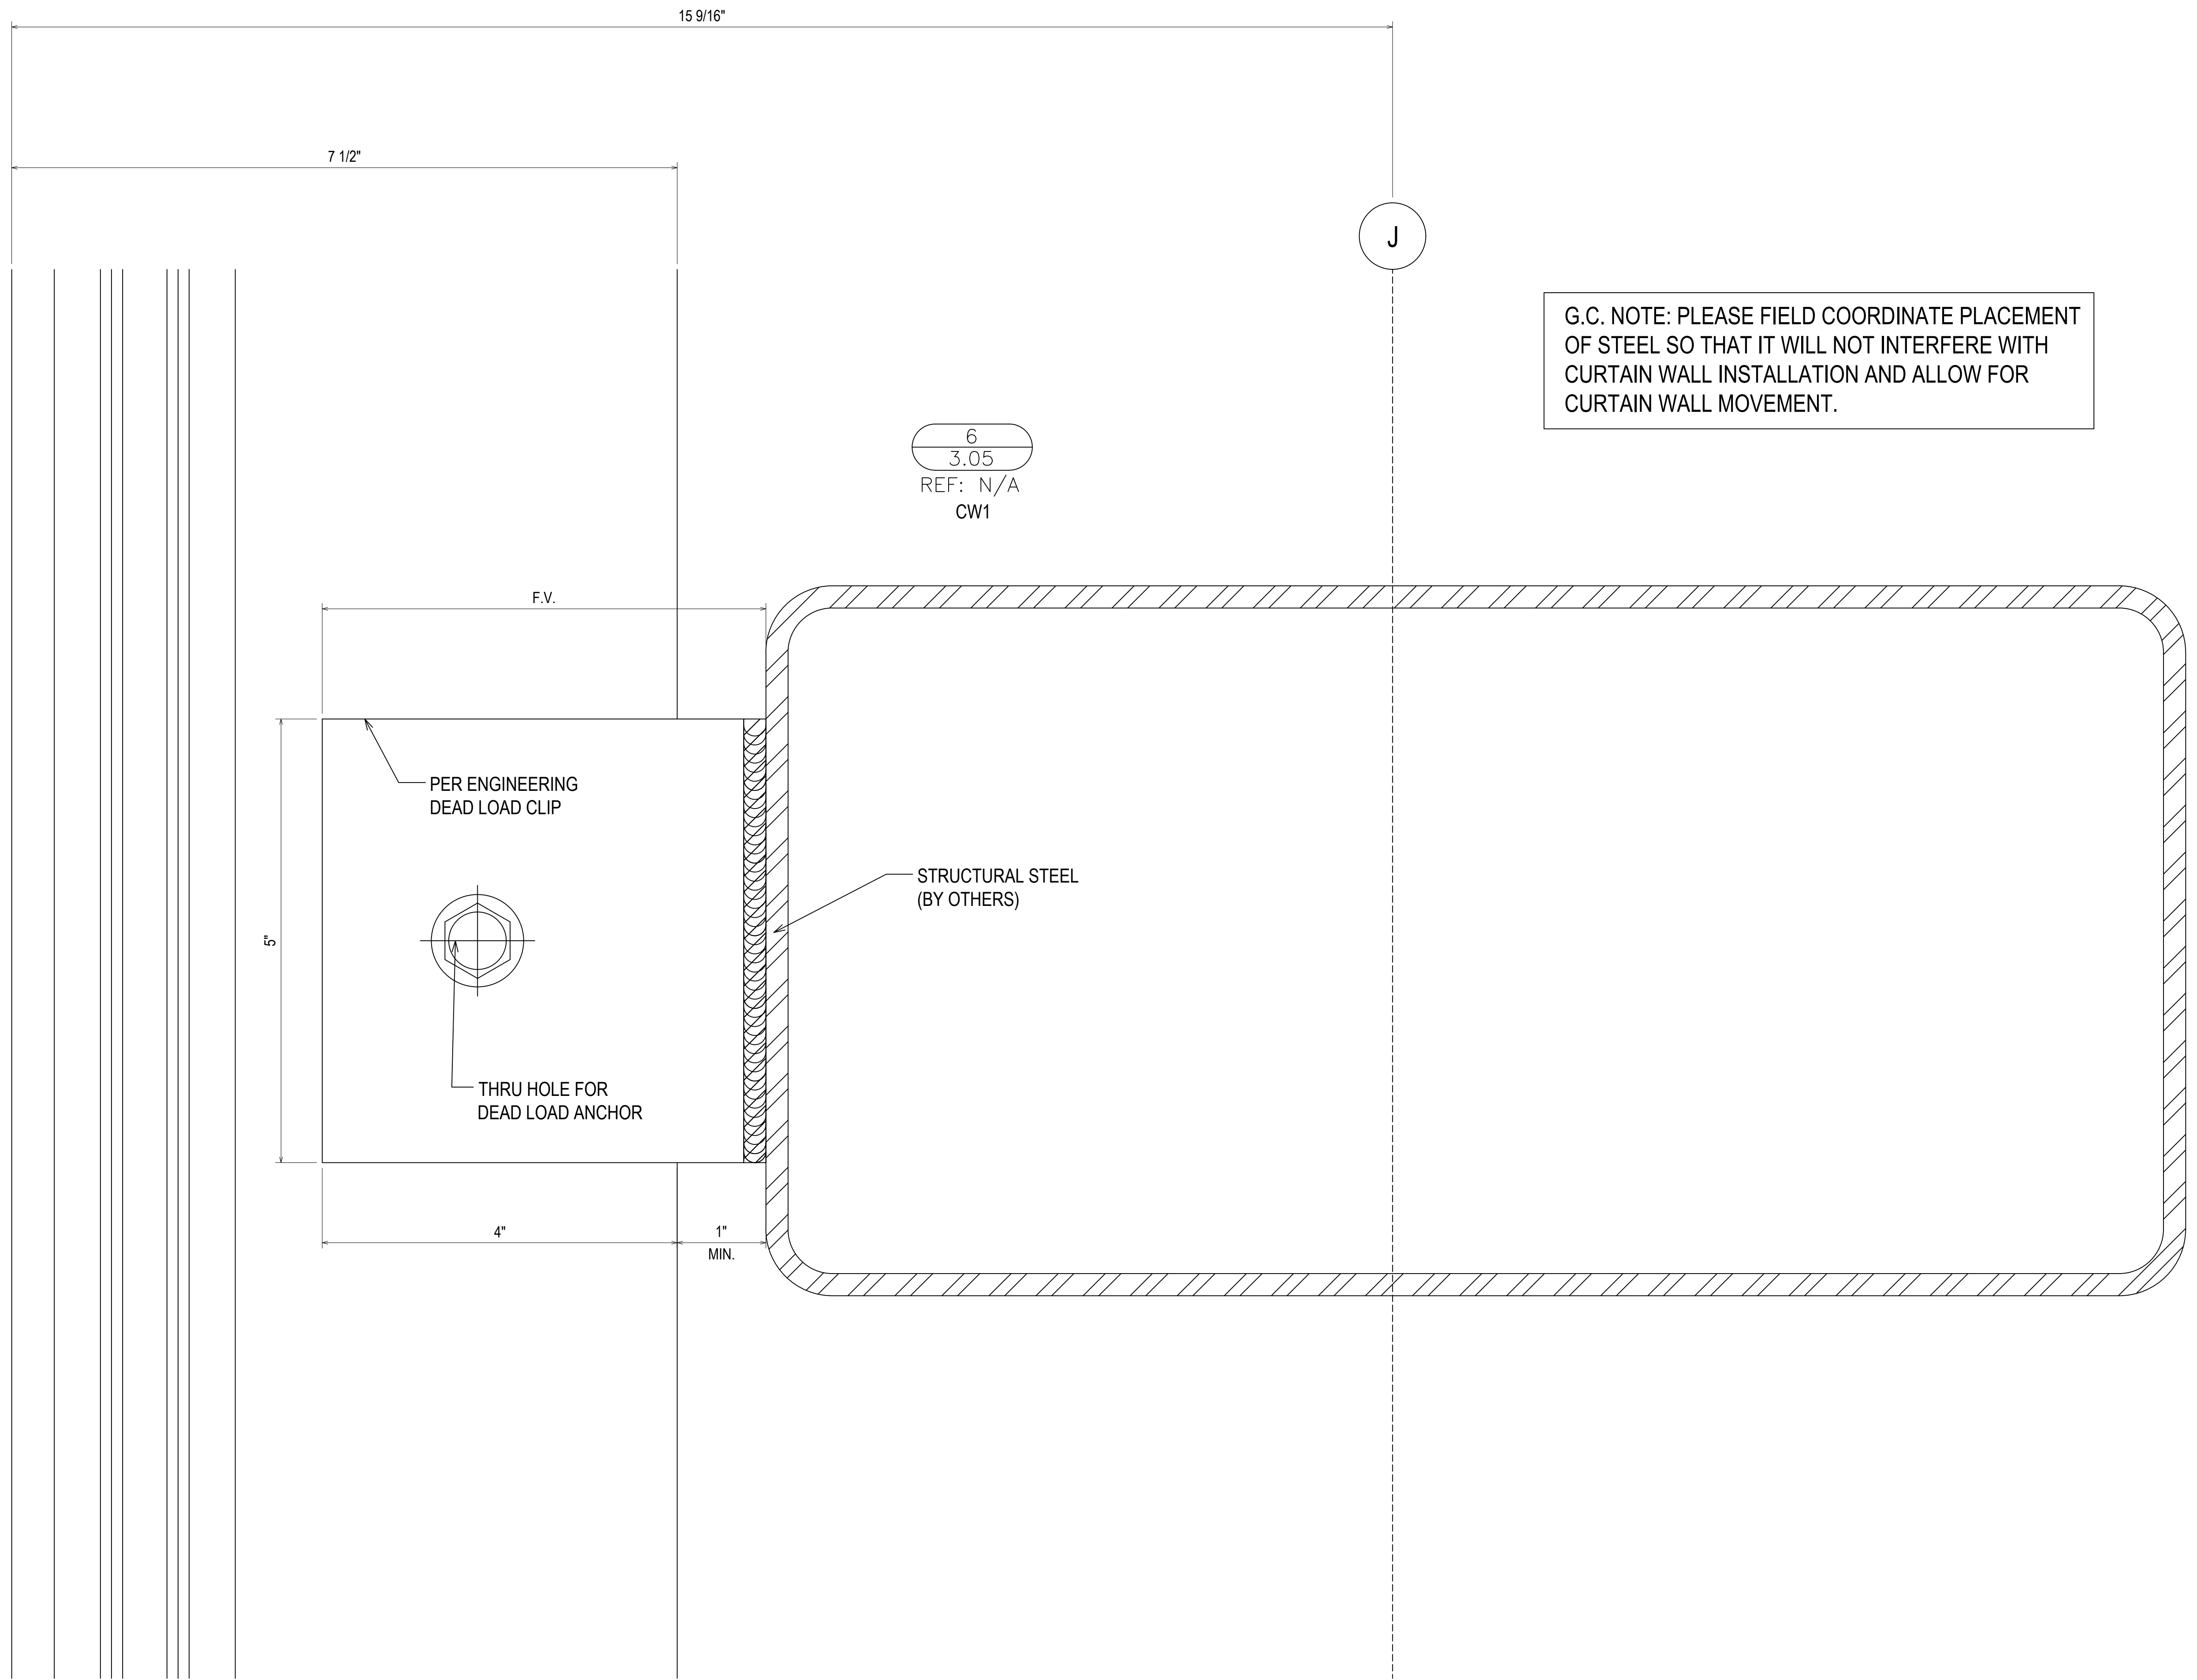 15 9/16"
7 1/2"
J
G.C. NOTE: PLEASE FIELD COORDINATE PLACEMENT
OF STEEL SO THAT IT WILL NOT INTERFERE WITH
CURTAIN WALL INSTALLATION AND ALLOW FOR
CURTAIN WALL MOVEMENT.
6
3.05
REF: N/A
CW1
F.V.
PER ENGINEERING
DEAD LOAD CLIP
STRUCTURAL STEEL
(BY OTHERS)
5"
THRU HOLE FOR
DEAD LOAD ANCHOR
4"
1"
MIN.